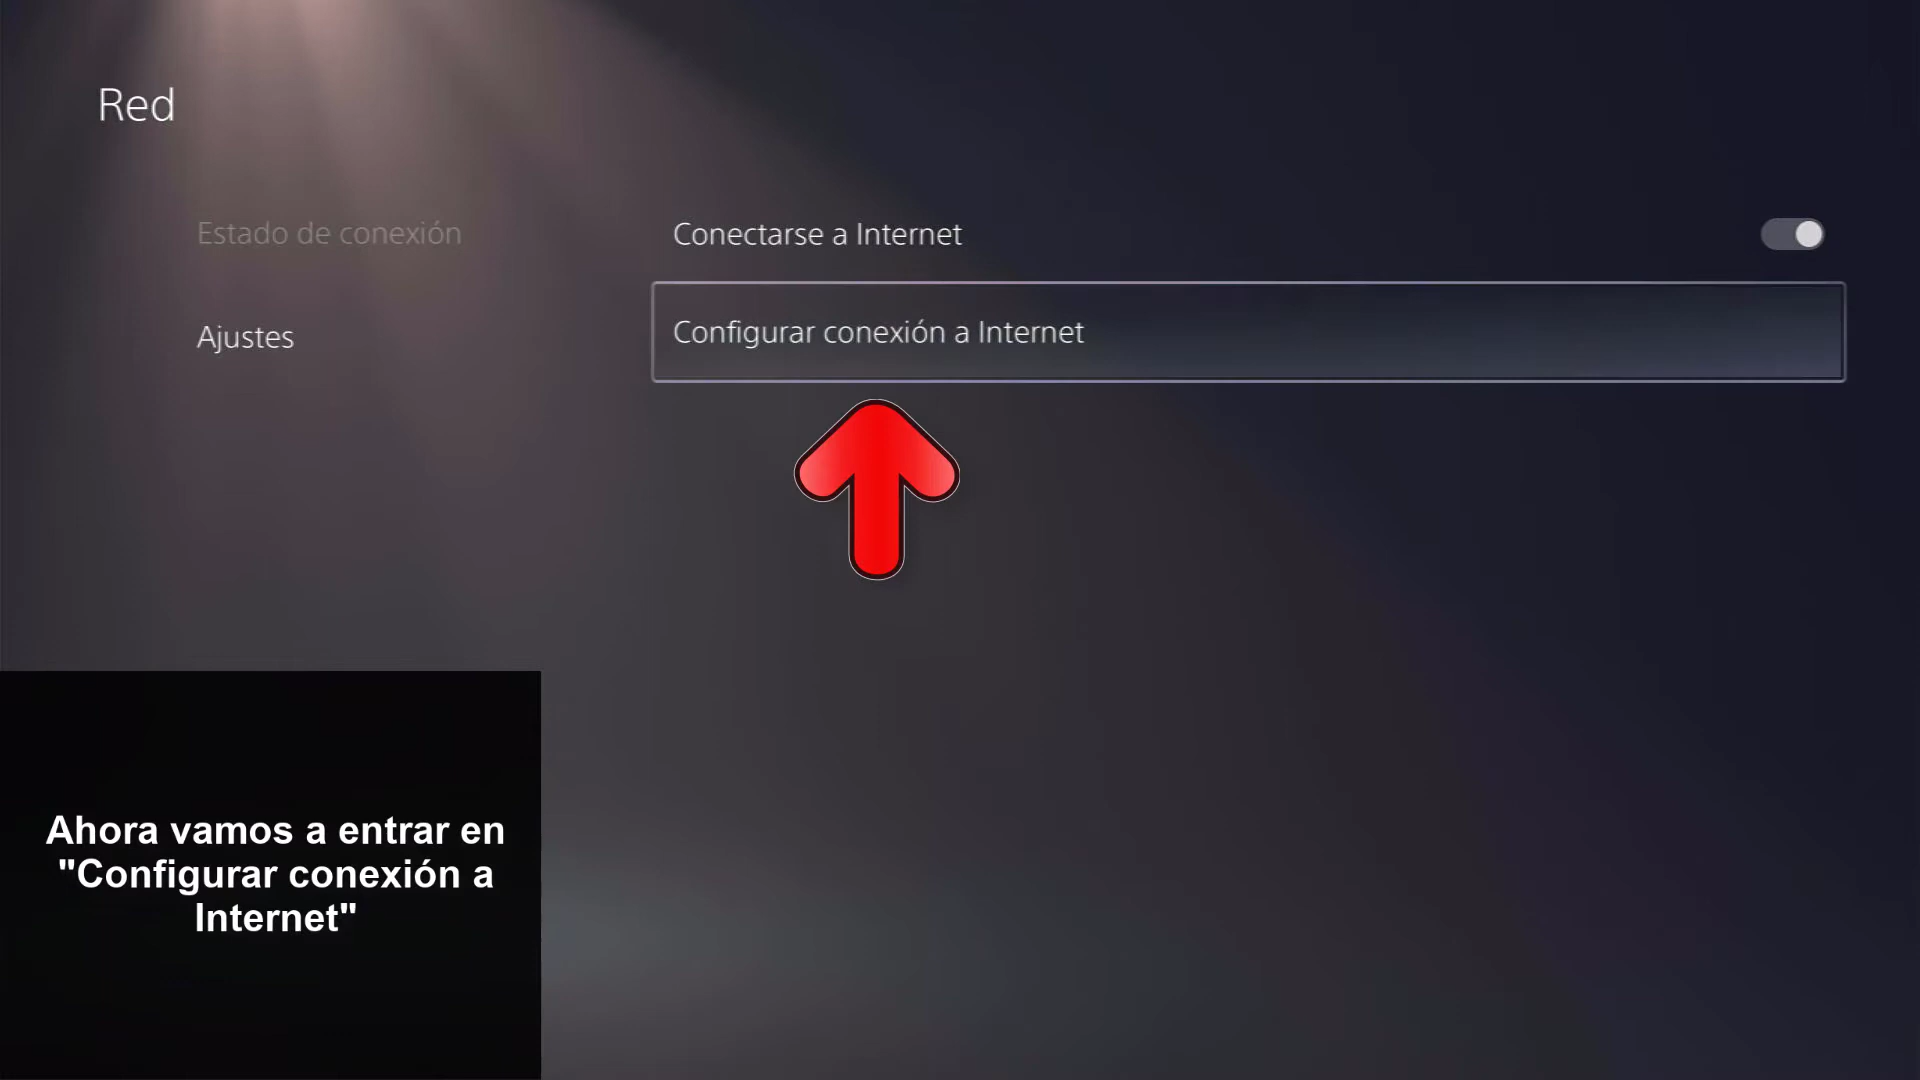 Red
Estado de conexión
Ajustes
Conectarse a Internet
Configurar conexión a Internet
Ahora vamos a entrar en
"Configurar conexión a
Internet"